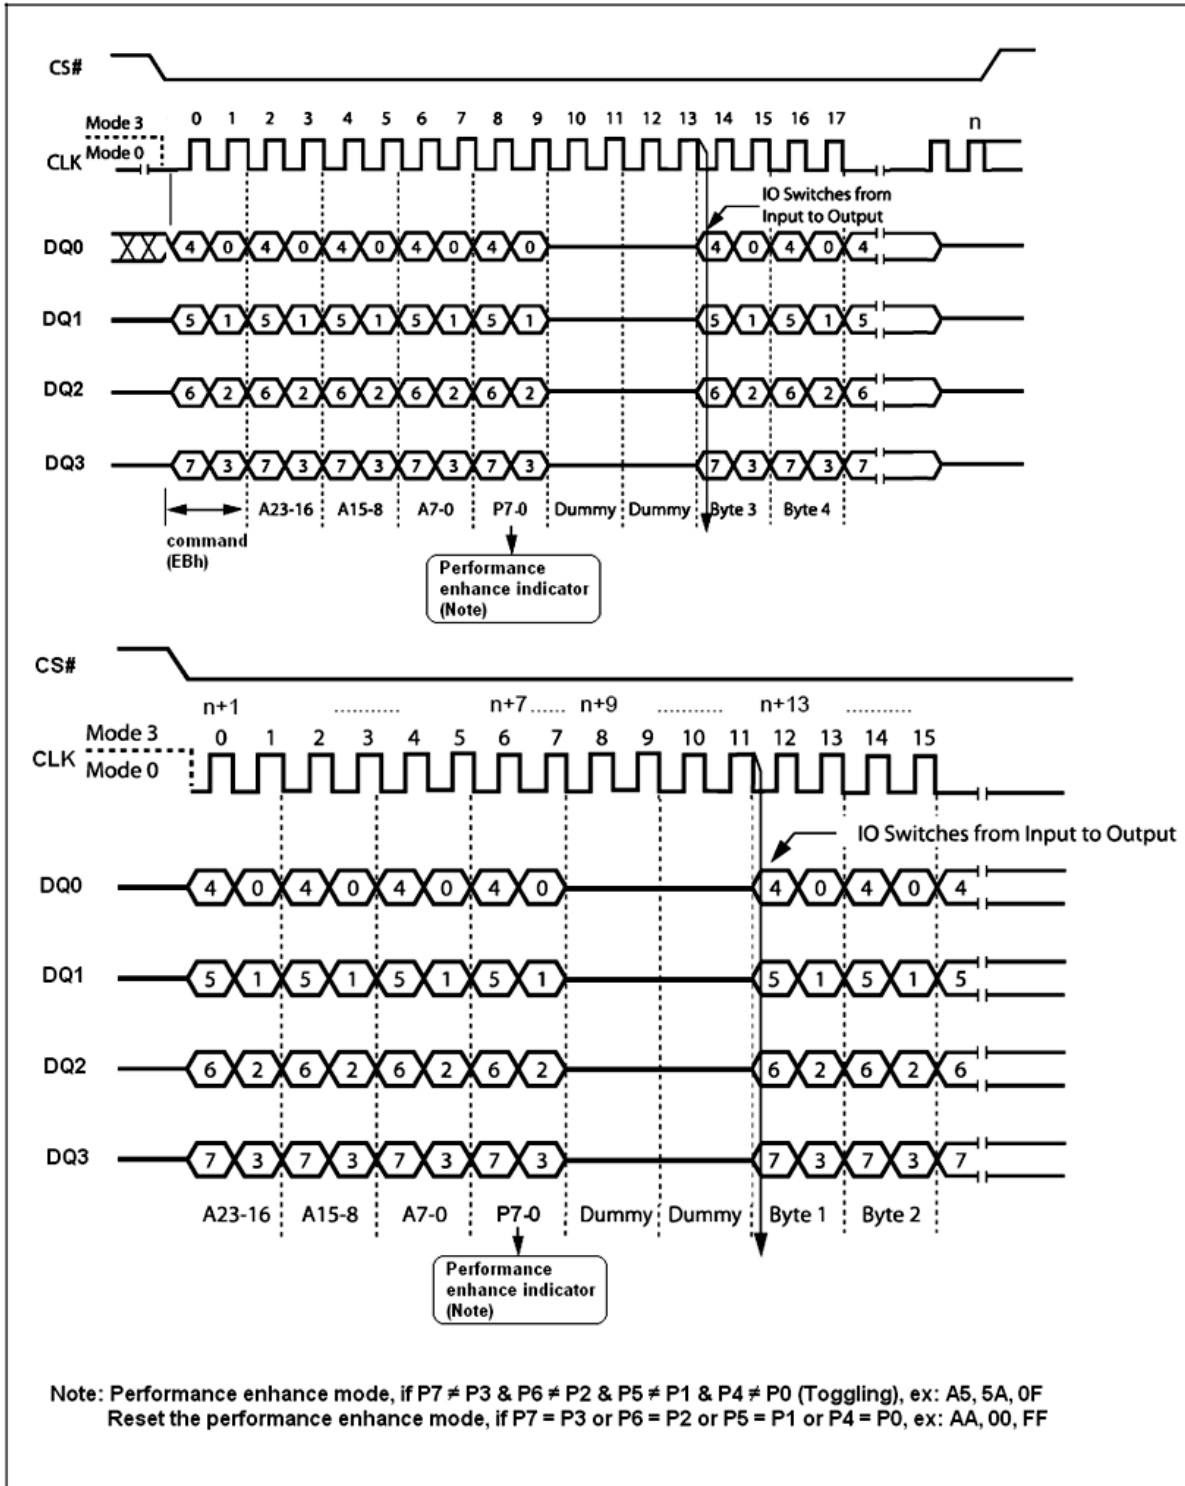 CS#
0 1 2 3 4 5 6 7 8 9 10 11 12 13 14 15 16 17 n
Mode 3
Mode 0
CLK
IO Switches from
Input to Output
DQ0 4 0 4 0 4 0 4 0 4 0 4 0 4 0 4
DQ1 5 1 5 1 5 1 5 1 5 1 5 1 5 1 5
DQ2 6 2 6 2 6 2 6 2 6 2 6 2 6 2 6
DQ3 7 3 7 3 7 3 7 3 7 3 7 3 7 3 7
A23-16 A15-8 A7-0 P7-0 Dummy Dummy Byte 3 Byte 4
command
(EBh)
Performance
enhance indicator
(Note)
CS#
n+1 .......... n+7 ...... n+9 .......... n+13 ..........
Mode 3
0 1 2 3 4 5 6 7 8 9 10 11 12 13 14 15
CLK
Mode 0
IO Switches from Input to Output
DQ0 4 0 4 0 4 0 4 0 4 0 4 0 4
DQ1 5 1 5 1 5 1 5 1 5 1 5 1 5
DQ2 6 2 6 2 6 2 6 2 6 2 6 2 6
DQ3 7 3 7 3 7 3 7 3 7 3 7 3 7
A23-16 A15-8 A7-0 P7-0 Dummy Dummy Byte 1 Byte 2
Performance
enhance indicator
(Note)
Note: Performance enhance mode, if P7 ≠ P3 & P6 ≠ P2 & P5 ≠ P1 & P4 ≠ P0 (Toggling), ex: A5, 5A, 0F
Reset the performance enhance mode, if P7 = P3 or P6 = P2 or P5 = P1 or P4 = P0, ex: AA, 00, FF